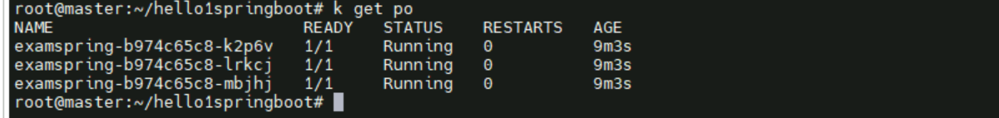 root@master:~/hello1springboot# k get po
NAME READY STATUS RESTARTS AGE
examspring-b974c65c8-k2p6v 1/1 Running 0 9m3s
examspring-b974c65c8-lrkcj 1/1 Running 0 9m3s
examspring-b974c65c8-mbjhj 1/1 Running 0 9m3s
root@master:~/hello1springboot#